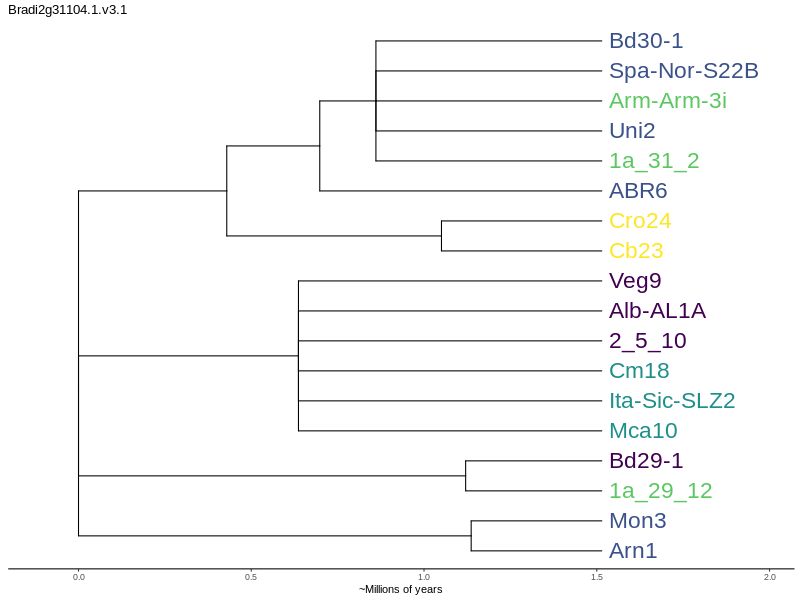 Bradi2g31104.1.v3.1
Bd30-1
Spa-Nor-S22B
Arm-Arm-3i
Uni2
1a_31_2
ABR6
Cro24
Cb23
Veg9
Alb-AL1A
2_5_10
Cm18
Ita-Sic-SLZ2
Mca10
Bd29-1
1a_29_12
Mon3
Arn1
0.0 0.5 1.0 1.5 2.0
~Millions of years